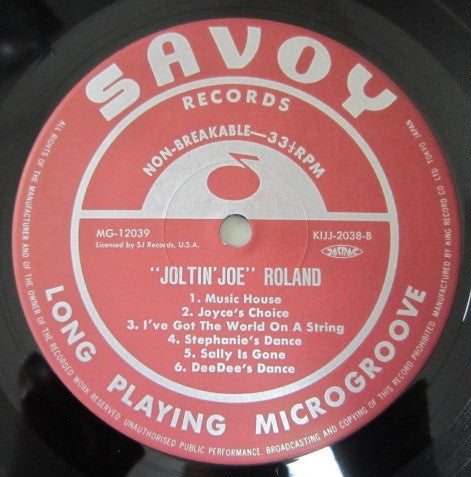 SAVOY
RECORDS
NON-BREAKABLE—33⅓RPM
MG-12039
Licensed by SJ Records, U.S.A.
KIJJ-2038-B
JASRAC
"JOLTIN' JOE" ROLAND
1. Music House
2. Joyce's Choice
3. I've Got The World On A String
4. Stephanie's Dance
5. Sally Is Gone
6. DeeDee's Dance
LONG PLAYING MICROGROOVE
ALL RIGHTS OF THE MANUFACTURER AND OF THE OWNER OF THE RECORDED WORK RESERVED UNAUTHORISED PUBLIC PERFORMANCE, BROADCASTING AND COPYING OF THIS RECORD PROHIBITED MANUFACTURED BY KING RECORD CO. LTD. TOKYO JAPAN